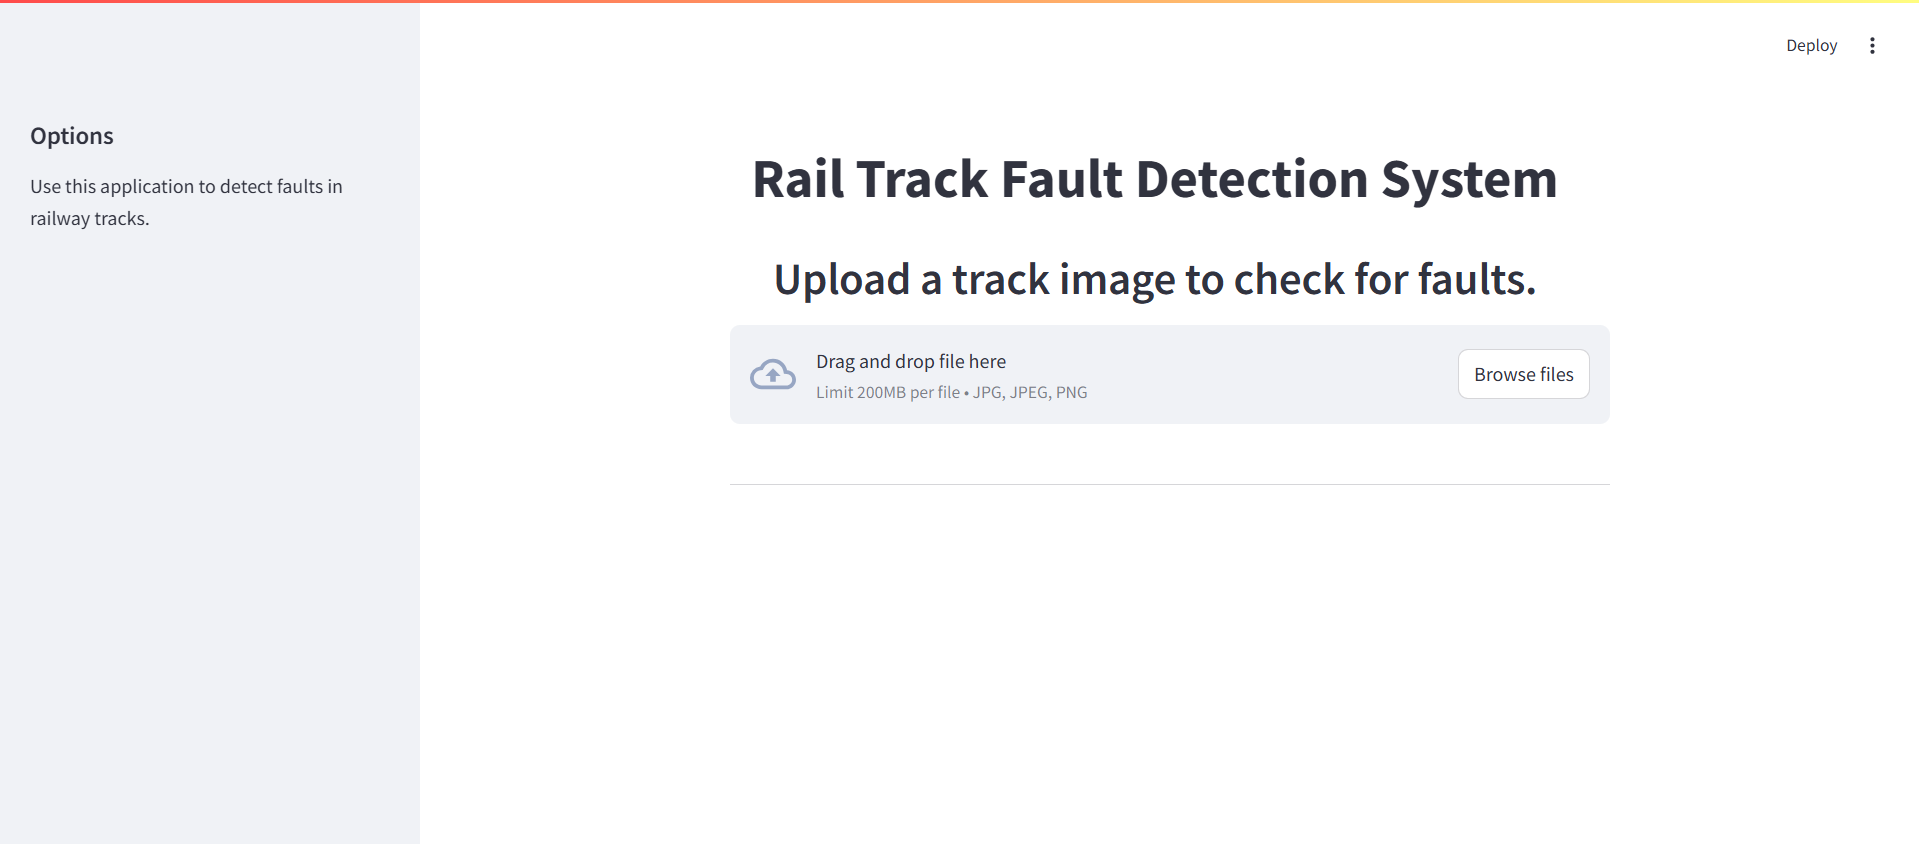 Deploy
Options
Use this application to detect faults in
railway tracks.
Rail Track Fault Detection System
Upload a track image to check for faults.
Drag and drop file here
Limit 200MB per file • JPG, JPEG, PNG
Browse files